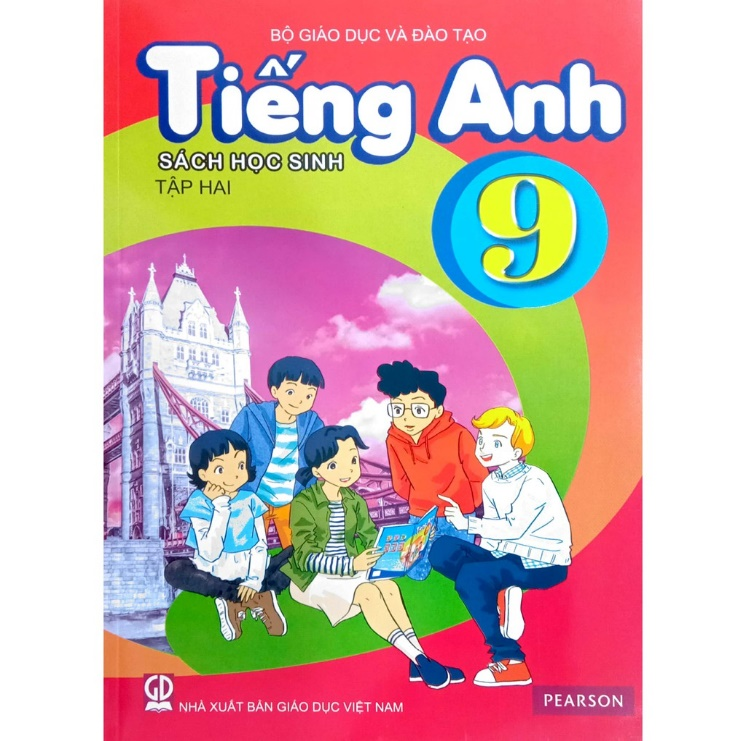 BỘ GIÁO DỤC VÀ ĐÀO TẠO
Tiếng Anh
SÁCH HỌC SINH
TẬP HAI
9
GD
NHÀ XUẤT BẢN GIÁO DỤC VIỆT NAM
PEARSON